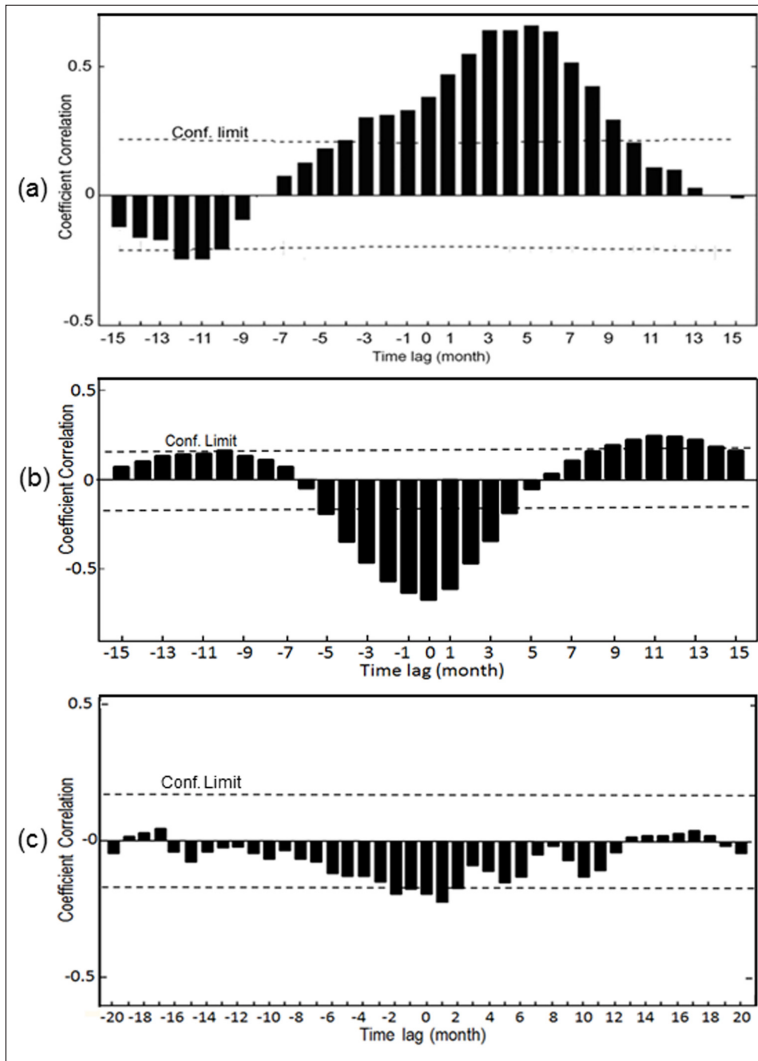 (a)
Coefficient Correlation
0.5
0
-0.5
Conf. limit
-15 -13 -11 -9 -7 -5 -3 -1 0 1 3 5 7 9 11 13 15
Time lag (month)
(b)
Coefficient Correlation
0.5
0
-0.5
Conf. Limit
-15 -13 -11 -9 -7 -5 -3 -1 0 1 3 5 7 9 11 13 15
Time lag (month)
(c)
Coefficient Correlation
0.5
-0
-0.5
Conf. Limit
-20 -18 -16 -14 -12 -10 -8 -6 -4 -2 0 2 4 6 8 10 12 14 16 18 20
Time lag (month)